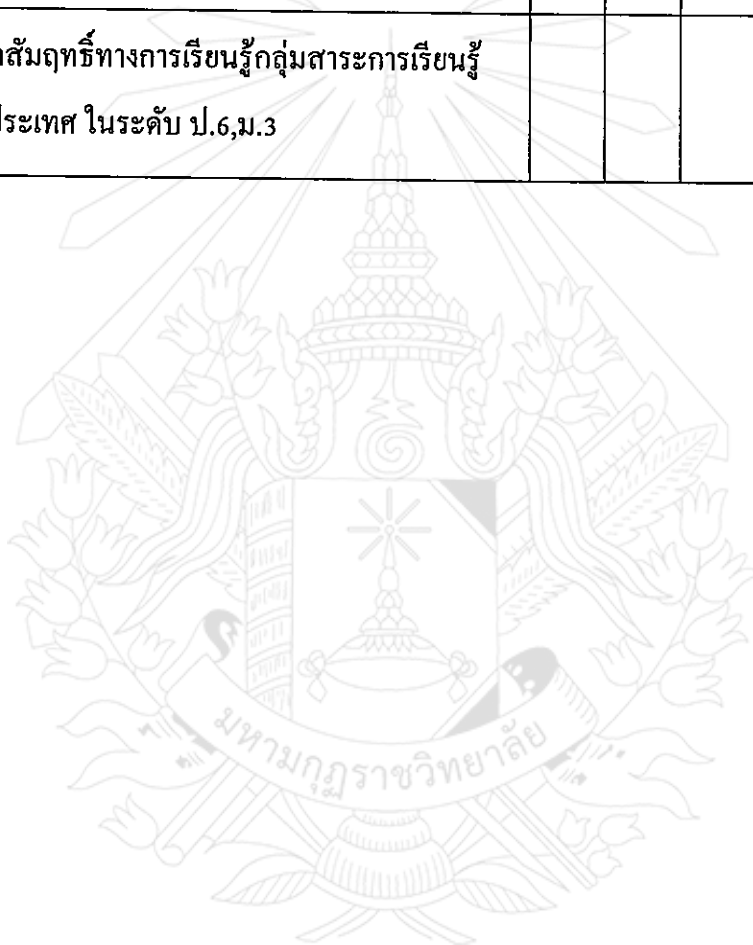 สัมฤทธิ์ทางการเรียนรู้กลุ่มสาระการเรียนรู้
ประเทศ ในระดับ ป.6,ม.3
มหามกุฏราชวิทยาลัย